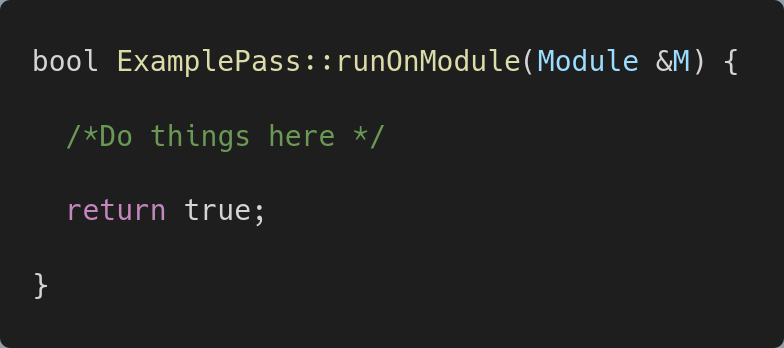 bool ExamplePass::runOnModule(Module &M) {
/*Do things here */
return true;
}